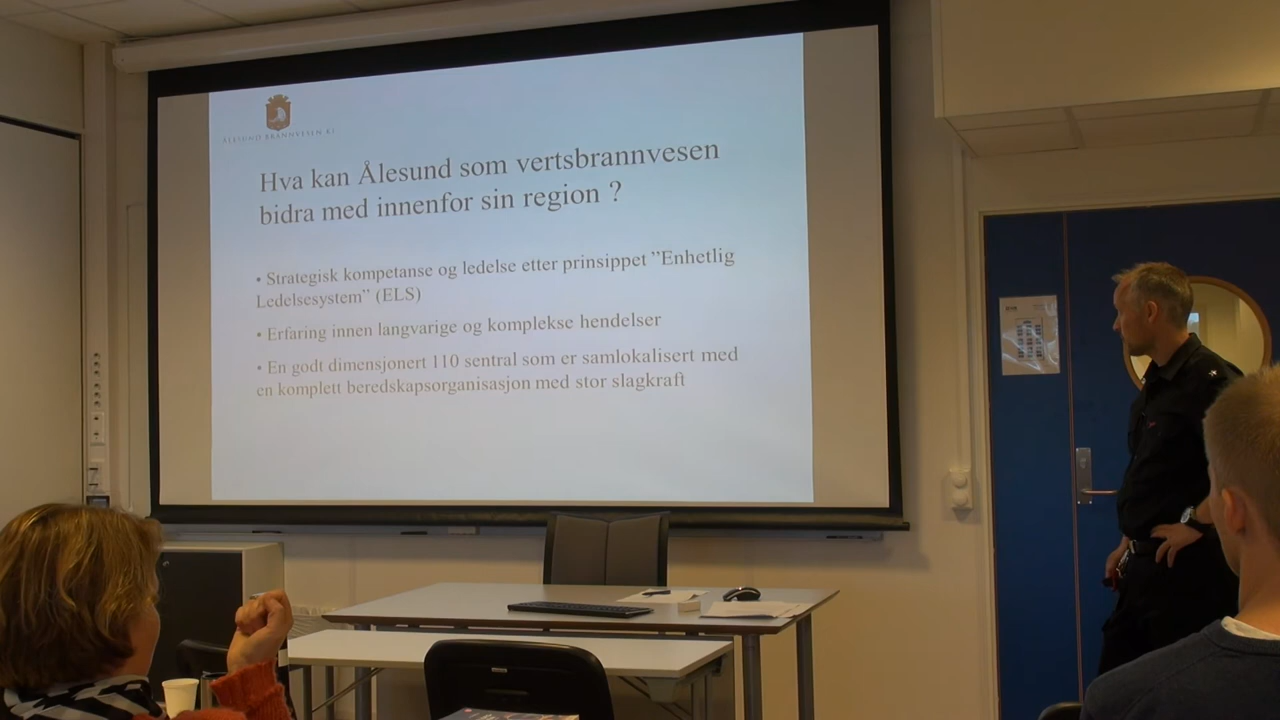 ÅLESUND BRANNVESEN KF
Hva kan Ålesund som vertsbrannvesen
bidra med innenfor sin region ?
• Strategisk kompetanse og ledelse etter prinsippet ”Enhetlig
Ledelsesystem” (ELS)
• Erfaring innen langvarige og komplekse hendelser
• En godt dimensjonert 110 sentral som er samlokalisert med
en komplett beredskapsorganisasjon med stor slagkraft